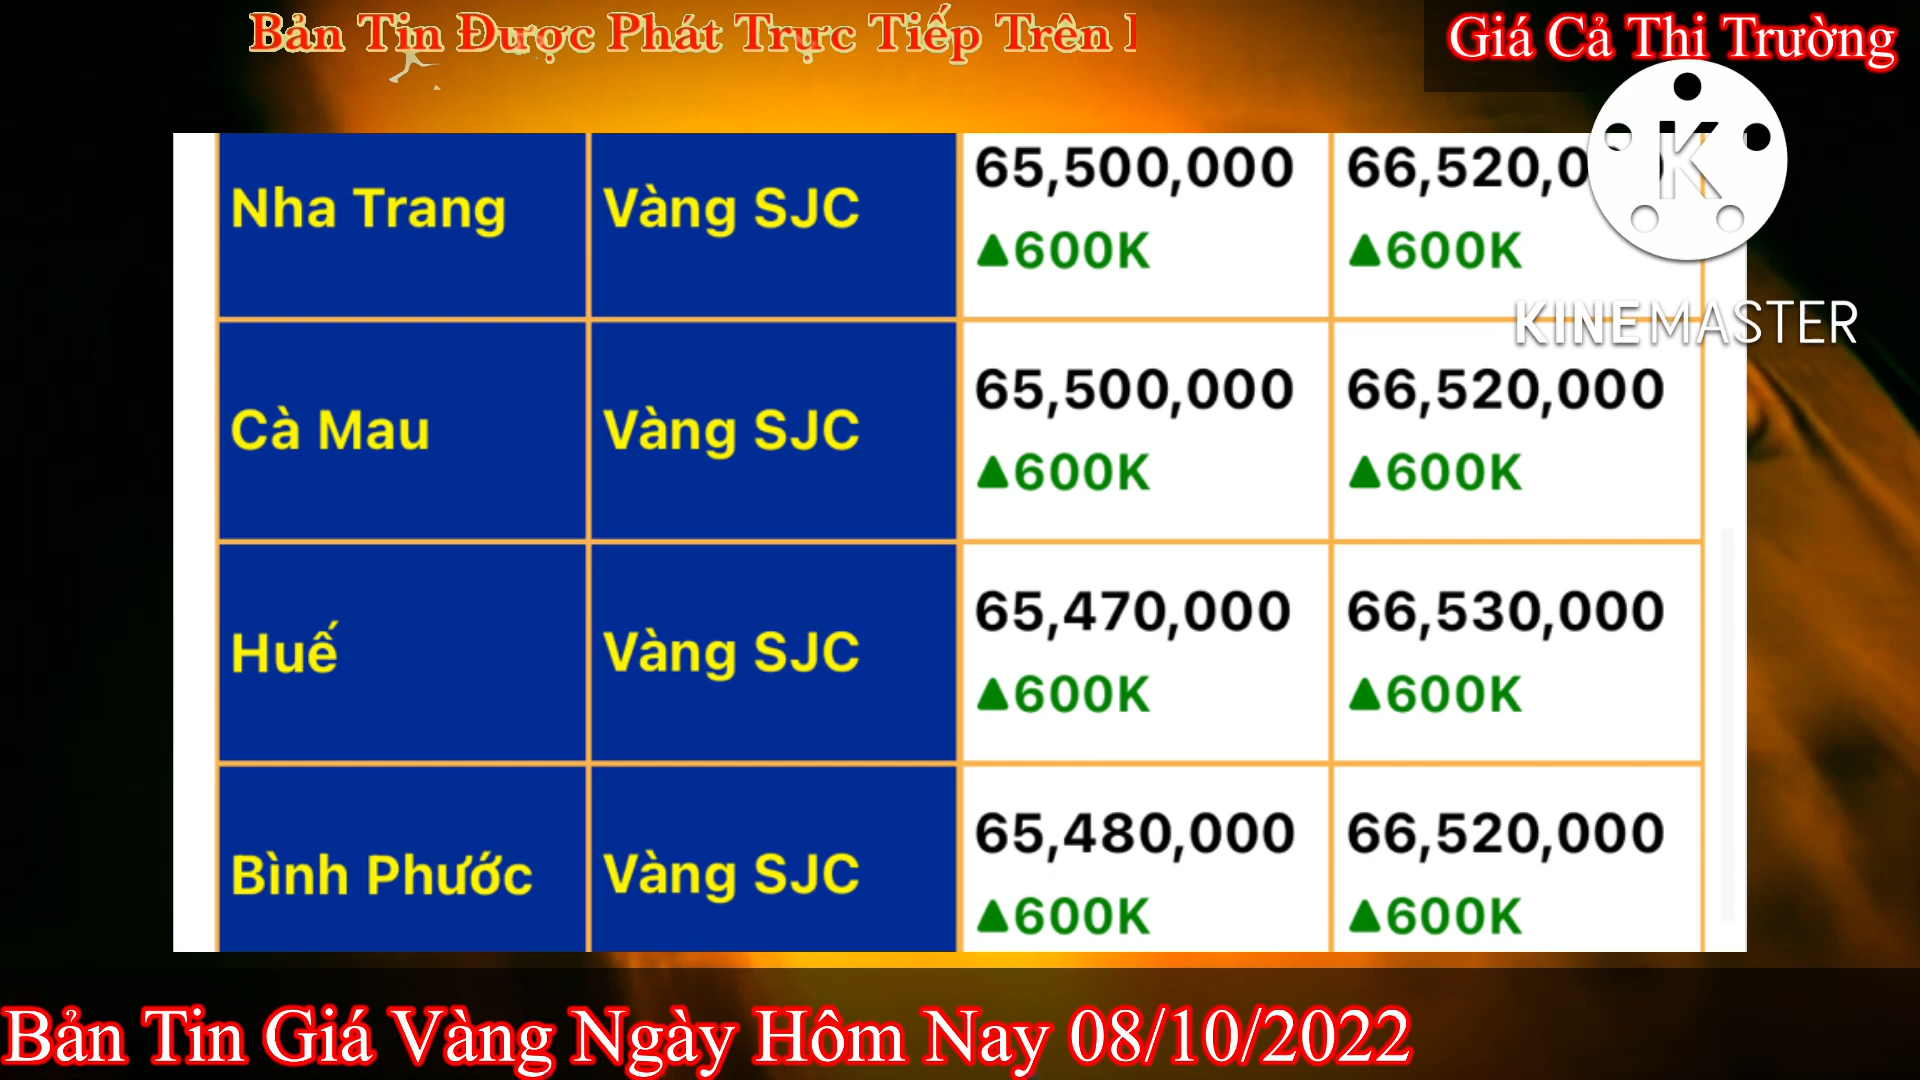 Bản Tin Được Phát Trực Tiếp Trên
Giá Cả Thi Trường
Nha Trang Vàng SJC 65,500,000 66,520,0
▲600K ▲600K
KINEMASTER
Cà Mau Vàng SJC 65,500,000 66,520,000
▲600K ▲600K
Huế Vàng SJC 65,470,000 66,530,000
▲600K ▲600K
Bình Phước Vàng SJC 65,480,000 66,520,000
▲600K ▲600K
Bản Tin Giá Vàng Ngày Hôm Nay 08/10/2022